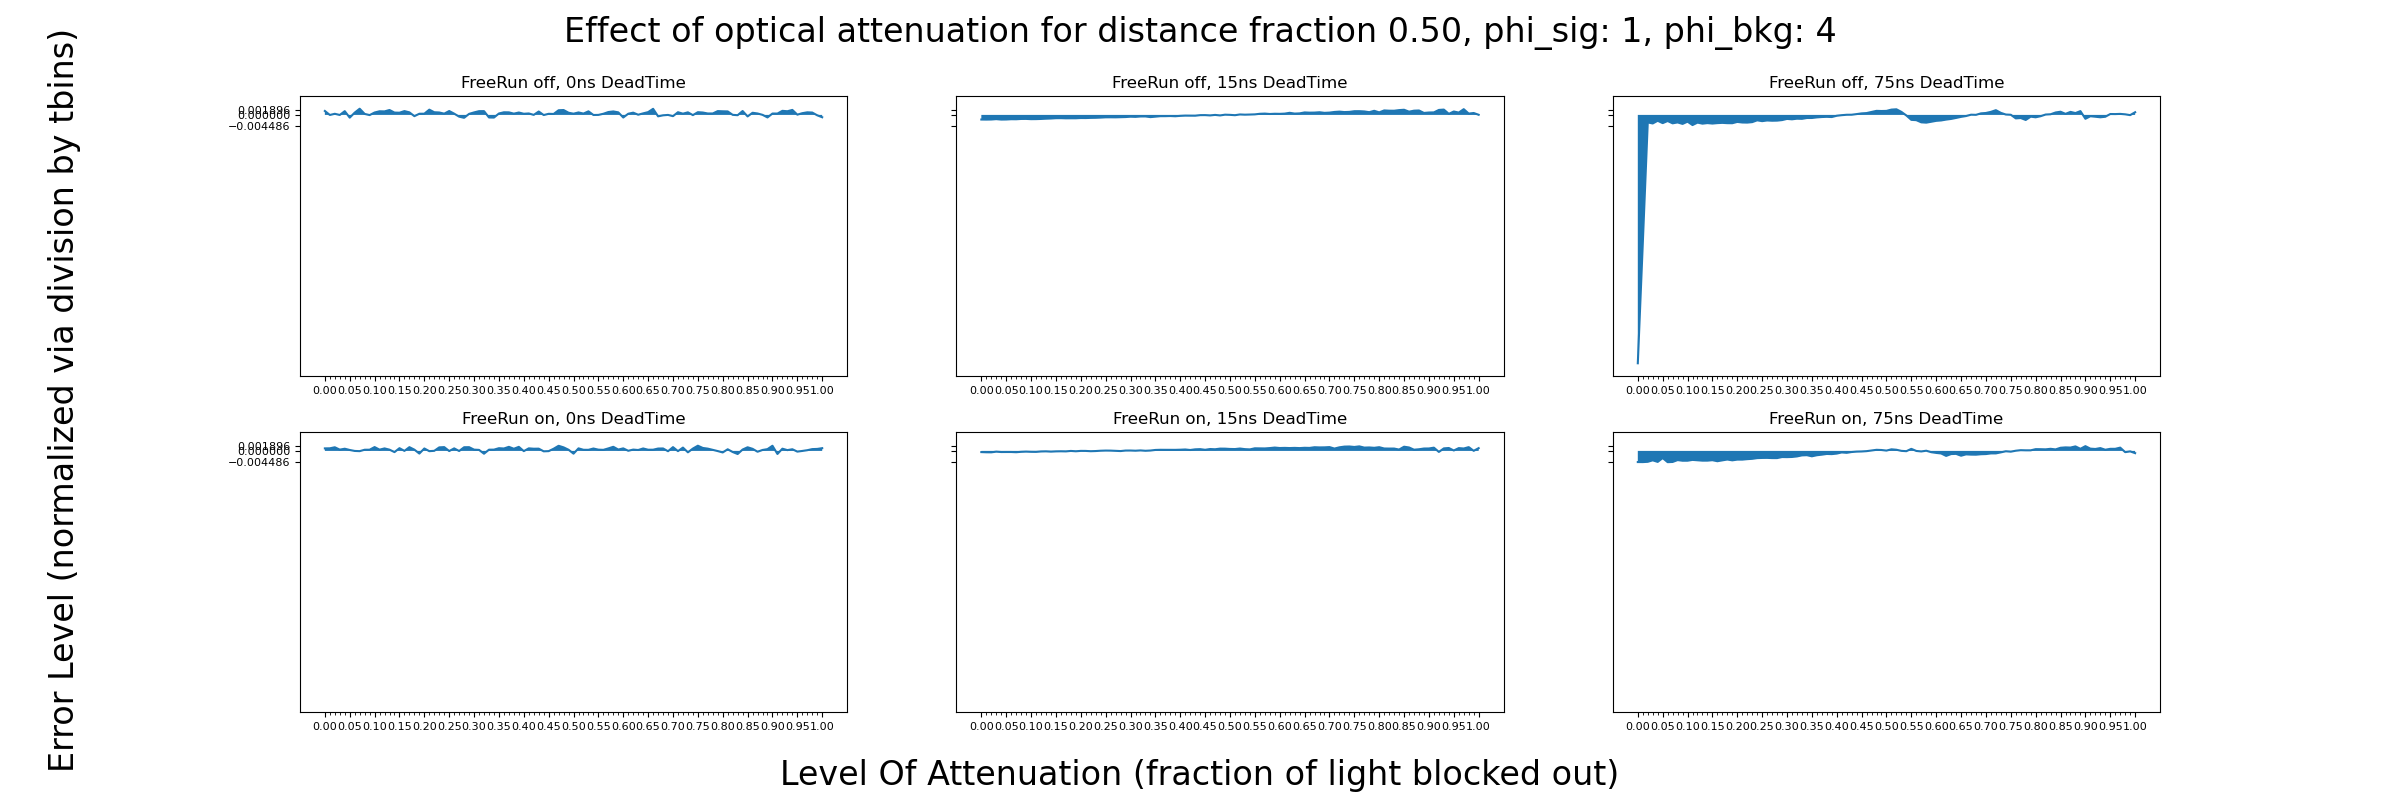 Effect of optical attenuation for distance fraction 0.50, phi_sig: 1, phi_bkg: 4
Error Level (normalized via division by tbins)
FreeRun off, 0ns DeadTime
0.001896
0.000000
−0.004486
0.00 0.05 0.10 0.15 0.20 0.25 0.30 0.35 0.40 0.45 0.50 0.55 0.60 0.65 0.70 0.75 0.80 0.85 0.90 0.95 1.00
FreeRun off, 15ns DeadTime
0.00 0.05 0.10 0.15 0.20 0.25 0.30 0.35 0.40 0.45 0.50 0.55 0.60 0.65 0.70 0.75 0.80 0.85 0.90 0.95 1.00
FreeRun off, 75ns DeadTime
0.00 0.05 0.10 0.15 0.20 0.25 0.30 0.35 0.40 0.45 0.50 0.55 0.60 0.65 0.70 0.75 0.80 0.85 0.90 0.95 1.00
FreeRun on, 0ns DeadTime
0.001896
0.000000
−0.004486
0.00 0.05 0.10 0.15 0.20 0.25 0.30 0.35 0.40 0.45 0.50 0.55 0.60 0.65 0.70 0.75 0.80 0.85 0.90 0.95 1.00
FreeRun on, 15ns DeadTime
0.00 0.05 0.10 0.15 0.20 0.25 0.30 0.35 0.40 0.45 0.50 0.55 0.60 0.65 0.70 0.75 0.80 0.85 0.90 0.95 1.00
FreeRun on, 75ns DeadTime
0.00 0.05 0.10 0.15 0.20 0.25 0.30 0.35 0.40 0.45 0.50 0.55 0.60 0.65 0.70 0.75 0.80 0.85 0.90 0.95 1.00
Level Of Attenuation (fraction of light blocked out)